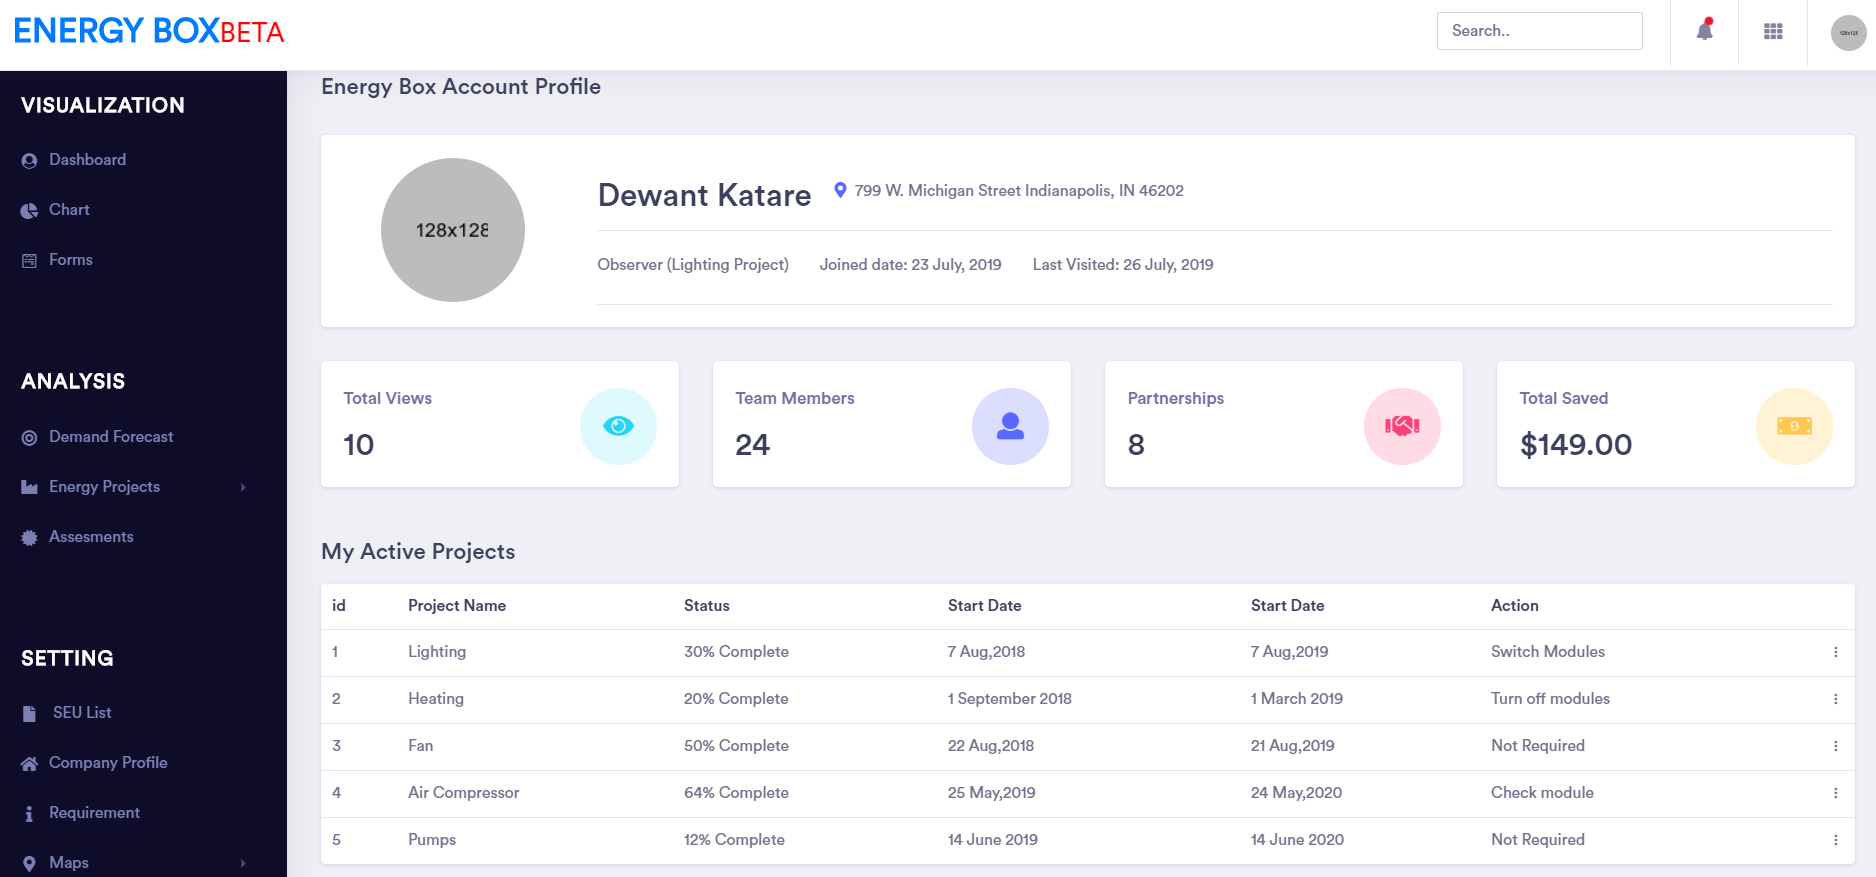 ENERGY BOXBETA
Search..
128x128
VISUALIZATION
Dashboard
Chart
Forms
ANALYSIS
Demand Forecast
Energy Projects
Assesments
SETTING
SEU List
Company Profile
Requirement
Maps
Energy Box Account Profile
128x128
Dewant Katare 799 W. Michigan Street Indianapolis, IN 46202
Observer (Lighting Project) Joined date: 23 July, 2019 Last Visited: 26 July, 2019
Total Views Team Members Partnerships Total Saved
10 24 8 $149.00
My Active Projects
id Project Name Status Start Date Start Date Action
1 Lighting 30% Complete 7 Aug,2018 7 Aug,2019 Switch Modules
2 Heating 20% Complete 1 September 2018 1 March 2019 Turn off modules
3 Fan 50% Complete 22 Aug,2018 21 Aug,2019 Not Required
4 Air Compressor 64% Complete 25 May,2019 24 May,2020 Check module
5 Pumps 12% Complete 14 June 2019 14 June 2020 Not Required